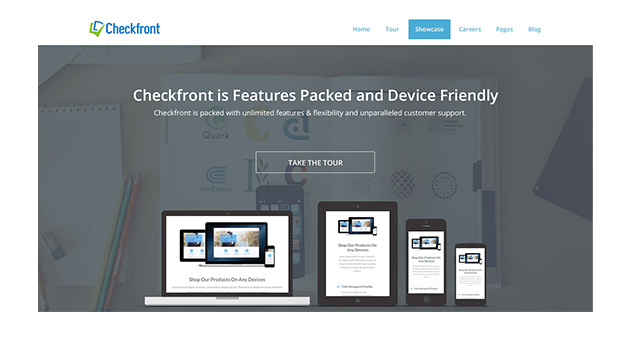 Checkfront
Home Tour Showcase Careers Pages Blog
Checkfront is Features Packed and Device Friendly
Checkfront is packed with unlimited features & flexibility and unparalleled customer support.
Quark
TAKE THE TOUR
Shop Our Products On Any Devices
Shop Our Products On
Any Devices
Shop Our Products On
Any Devices